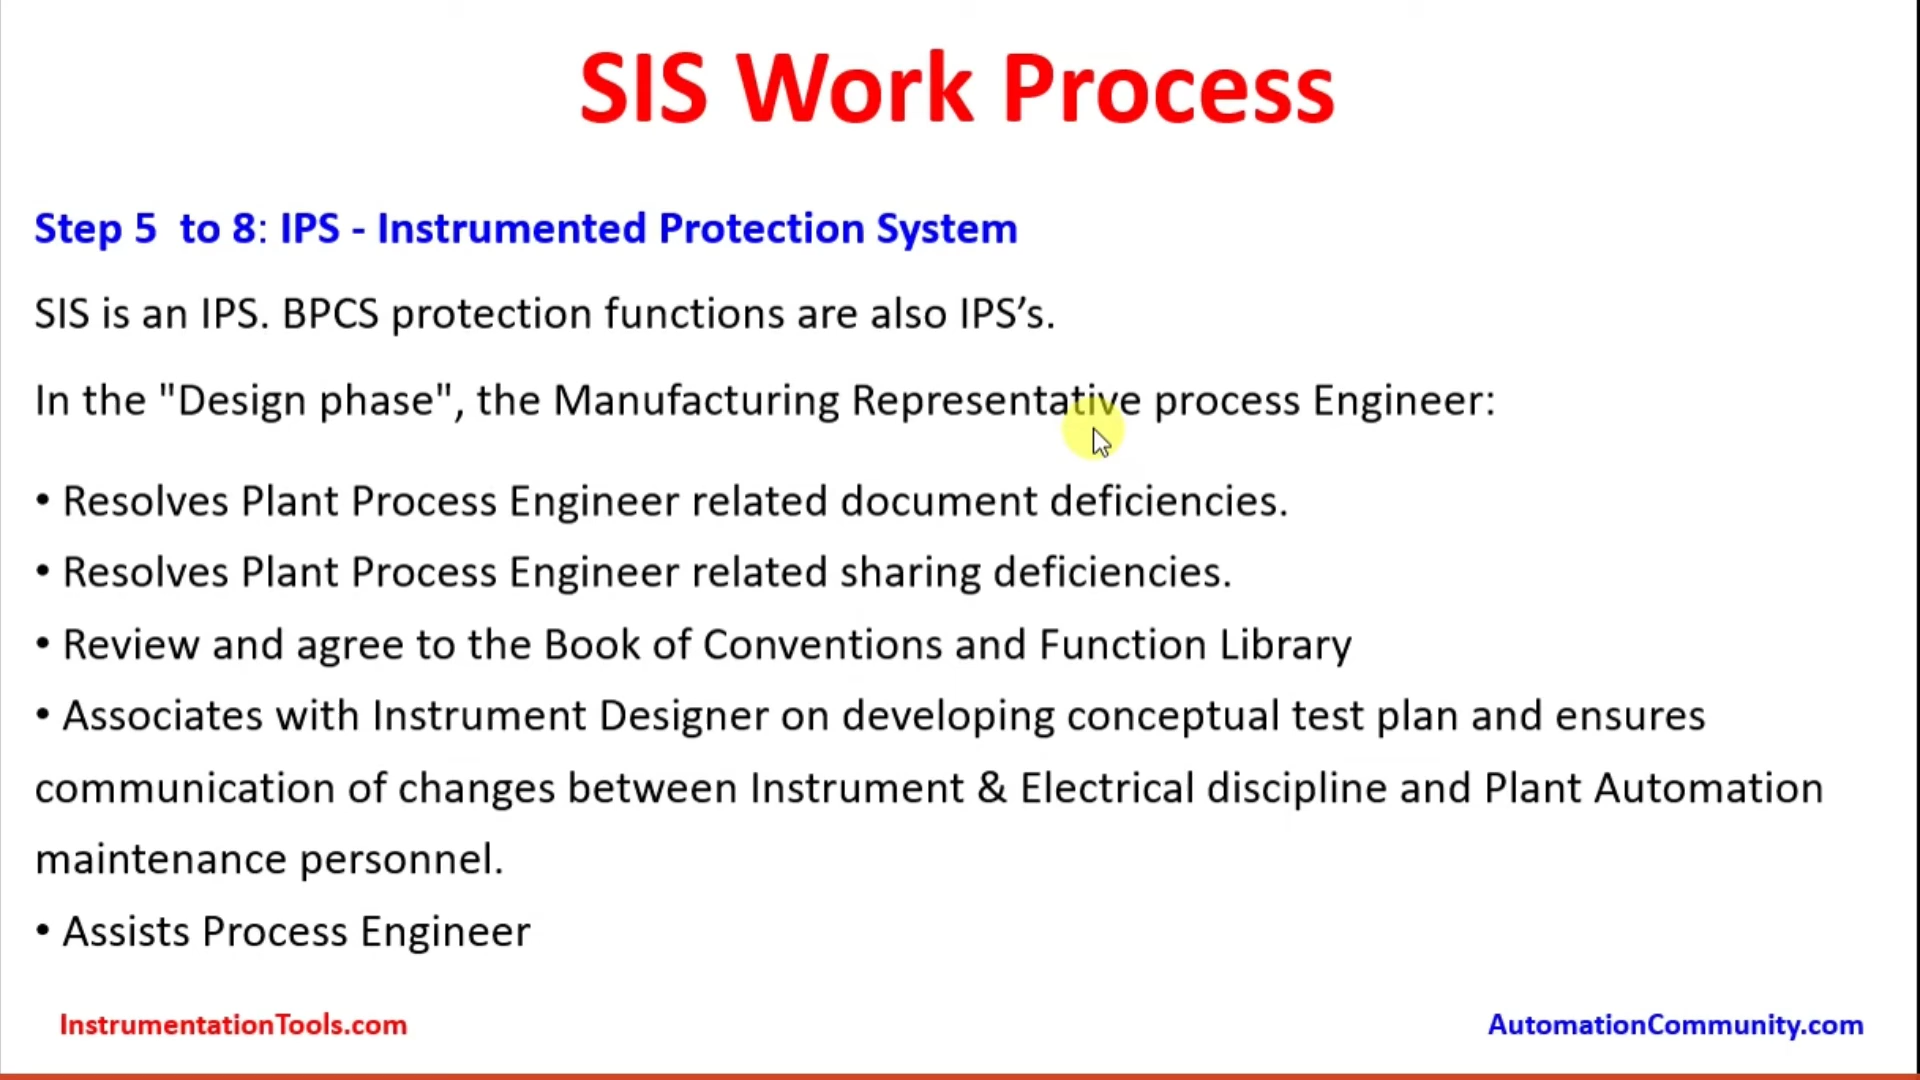 SIS Work Process
Step 5  to 8: IPS - Instrumented Protection System
SIS is an IPS. BPCS protection functions are also IPS’s.
In the "Design phase", the Manufacturing Representative process Engineer:
• Resolves Plant Process Engineer related document deficiencies.
• Resolves Plant Process Engineer related sharing deficiencies.
• Review and agree to the Book of Conventions and Function Library
• Associates with Instrument Designer on developing conceptual test plan and ensures
communication of changes between Instrument & Electrical discipline and Plant Automation
maintenance personnel.
• Assists Process Engineer
InstrumentationTools.com
AutomationCommunity.com